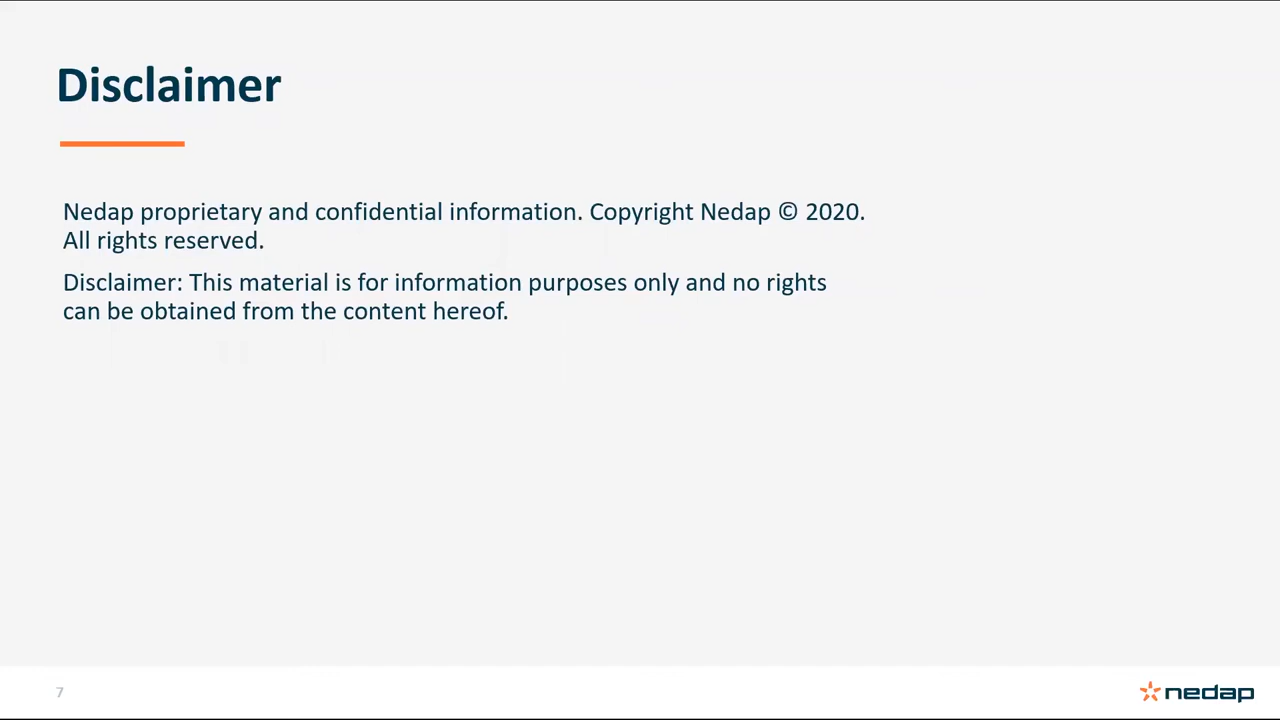 Disclaimer
Nedap proprietary and confidential information. Copyright Nedap © 2020.
All rights reserved.
Disclaimer: This material is for information purposes only and no rights
can be obtained from the content hereof.
7
nedap